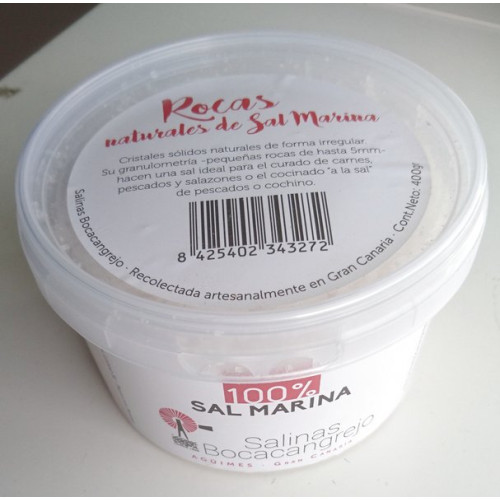 Rocas
naturales de Sal Marina
Cristales sólidos naturales de forma irregular.
Su granulometría -pequeñas rocas de hasta 5mm-
hacen una sal ideal para el curado de carnes,
pescados y salazones o el cocinado "a la sal"
de pescados o cochino.
8 425402 343272
Salinas Bocacangrejo · Recolectada artesanalmente en Gran Canaria · Cont.Neto: 400gr
100%
SAL MARINA
Salinas
Bocacangrejo
AGÜIMES · GRAN CANARIA